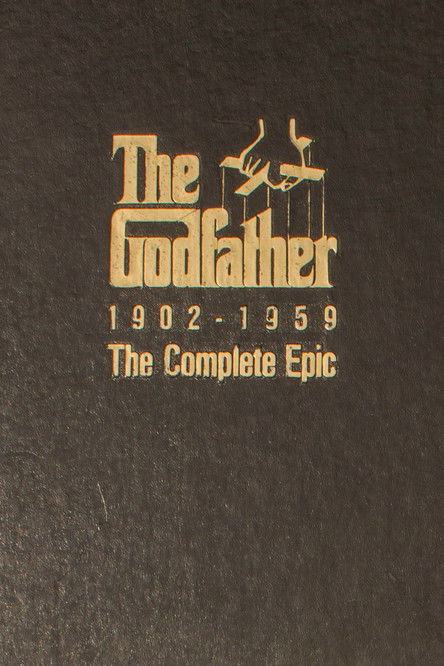 The
Godfather
1902-1959
The Complete Epic